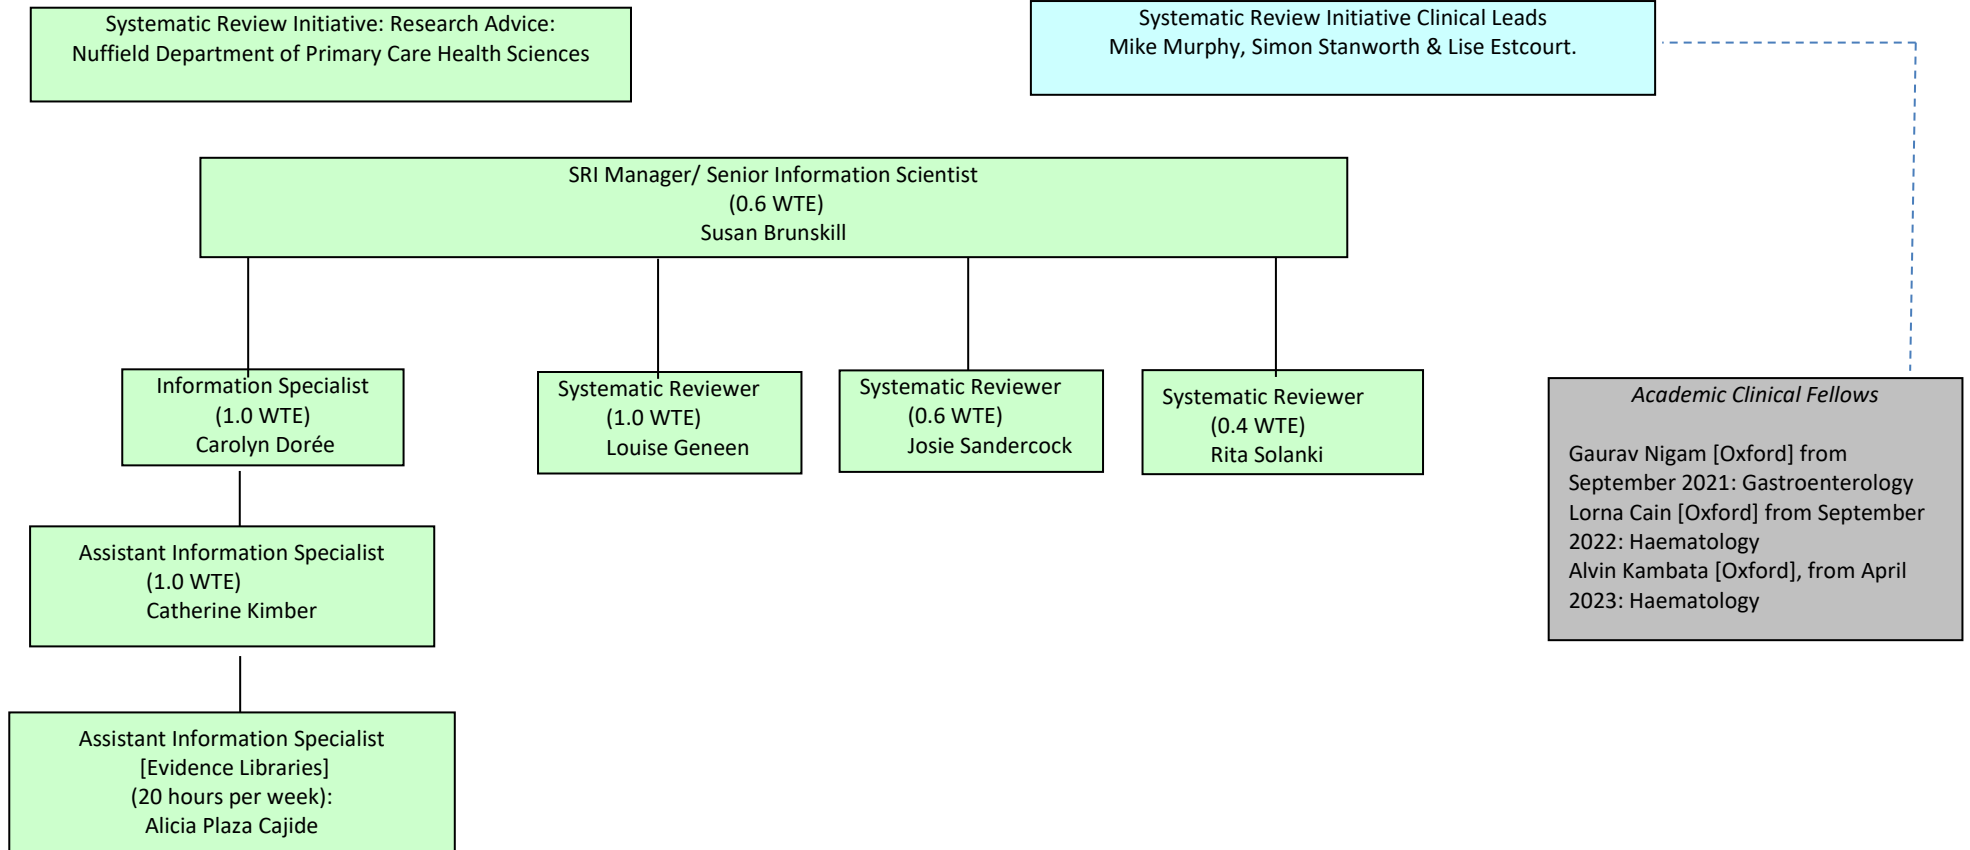 Systematic Review Initiative: Research Advice:
Nuffield Department of Primary Care Health Sciences
Systematic Review Initiative Clinical Leads
Mike Murphy, Simon Stanworth & Lise Estcourt.
SRI Manager/ Senior Information Scientist
(0.6 WTE)
Susan Brunskill
Information Specialist
(1.0 WTE)
Carolyn Dorée
Systematic Reviewer
(1.0 WTE)
Louise Geneen
Systematic Reviewer
(0.6 WTE)
Josie Sandercock
Systematic Reviewer
(0.4 WTE)
Rita Solanki
Academic Clinical Fellows
Gaurav Nigam [Oxford] from
September 2021: Gastroenterology
Lorna Cain [Oxford] from September
2022: Haematology
Alvin Kambata [Oxford], from April
2023: Haematology
Assistant Information Specialist
(1.0 WTE)
Catherine Kimber
Assistant Information Specialist
[Evidence Libraries]
(20 hours per week):
Alicia Plaza Cajide